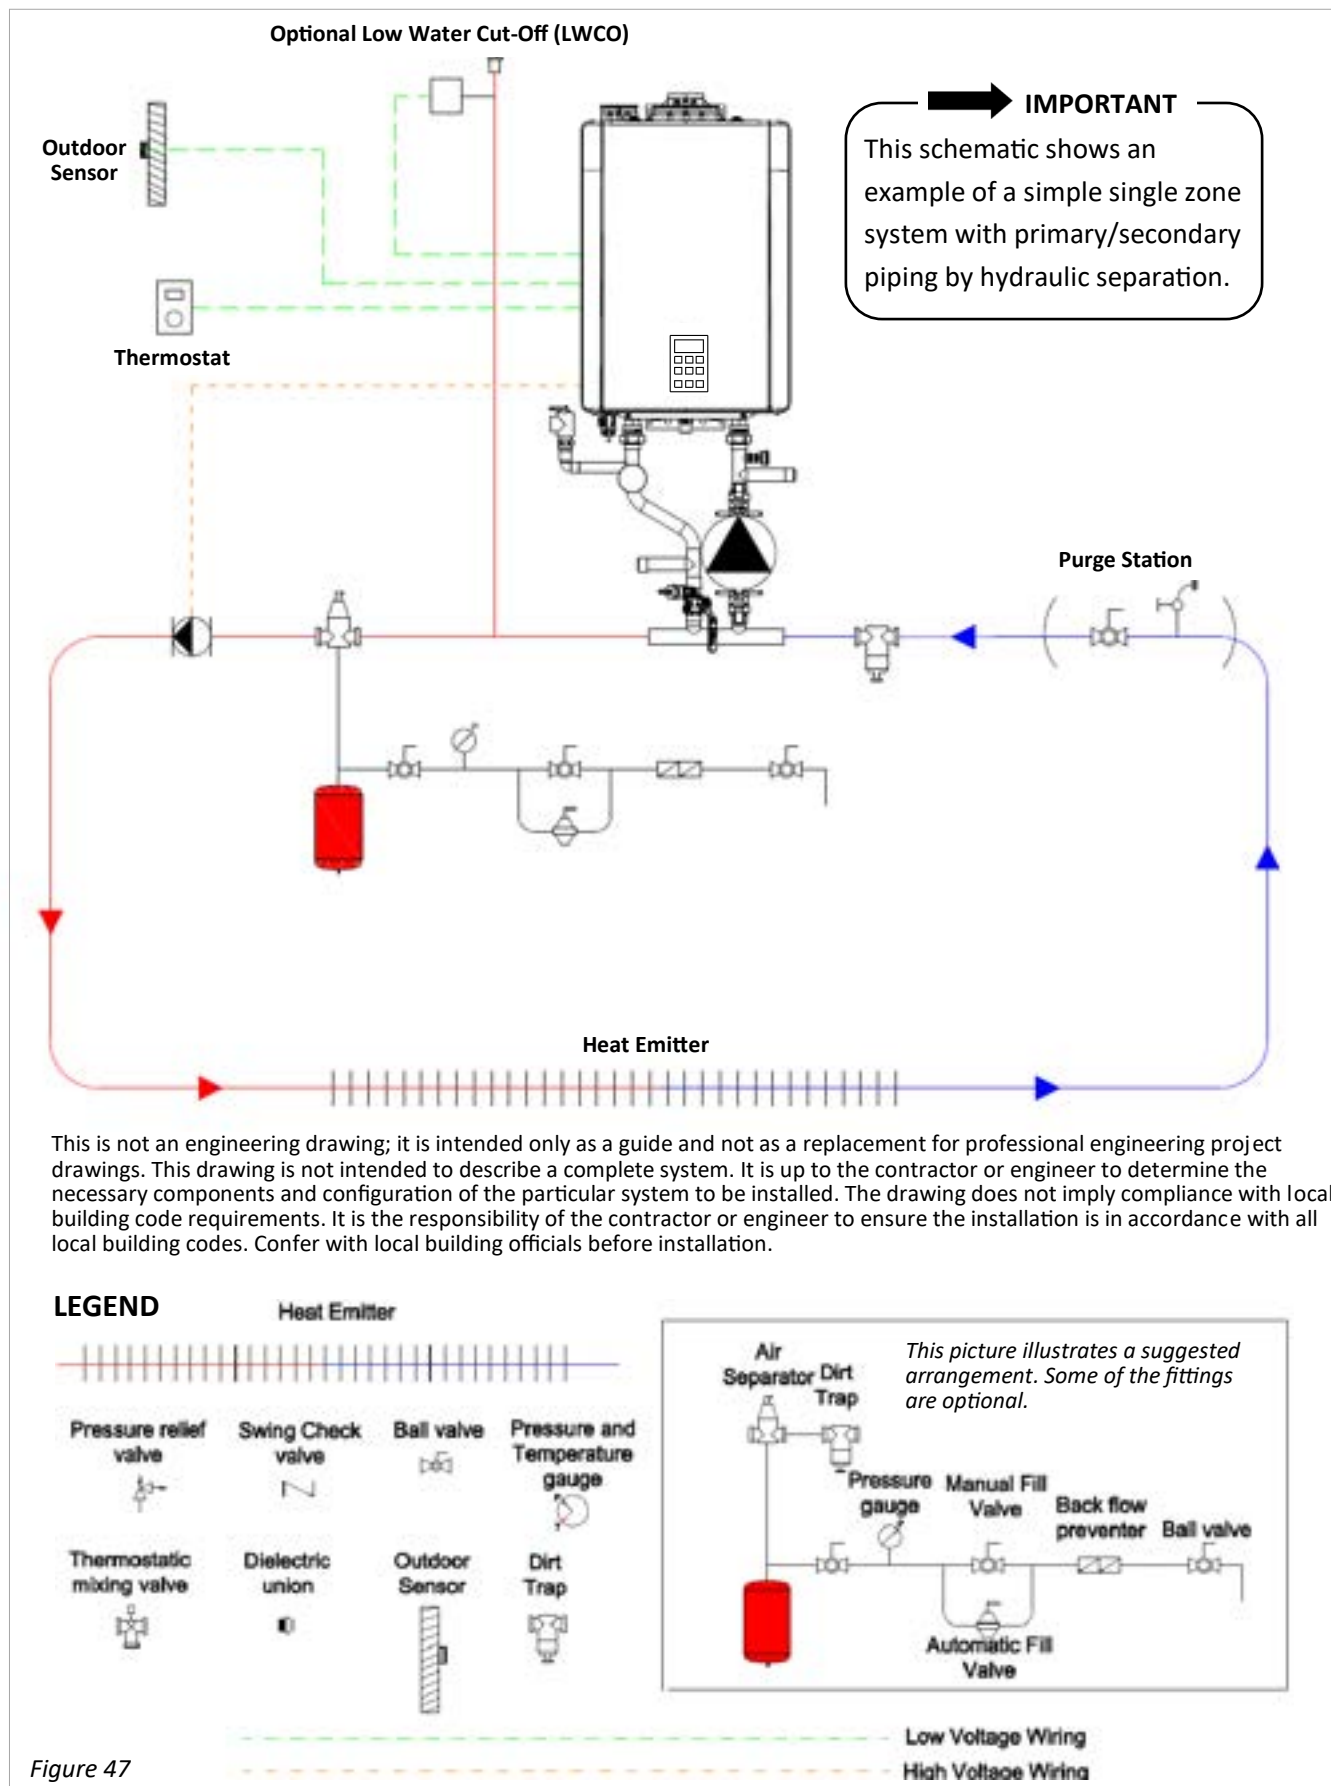 Optional Low Water Cut-Off (LWCO)
IMPORTANT
This schematic shows an
example of a simple single zone
system with primary/secondary
piping by hydraulic separation.
Outdoor
Sensor
Thermostat
Purge Station
Heat Emitter
This is not an engineering drawing; it is intended only as a guide and not as a replacement for professional engineering project
drawings. This drawing is not intended to describe a complete system. It is up to the contractor or engineer to determine the
necessary components and configuration of the particular system to be installed. The drawing does not imply compliance with local
building code requirements. It is the responsibility of the contractor or engineer to ensure the installation is in accordance with all
local building codes. Confer with local building officials before installation.
LEGEND
Heat Emitter
Pressure relief
valve
Swing Check
valve
Ball valve
Pressure and
Temperature
gauge
Thermostatic
mixing valve
Dielectric
union
Outdoor
Sensor
Dirt
Trap
Air
Separator
Dirt
Trap
This picture illustrates a suggested
arrangement. Some of the fittings
are optional.
Pressure
gauge
Manual Fill
Valve
Back flow
preventer
Ball valve
Automatic Fill
Valve
Low Voltage Wiring
High Voltage Wiring
Figure 47